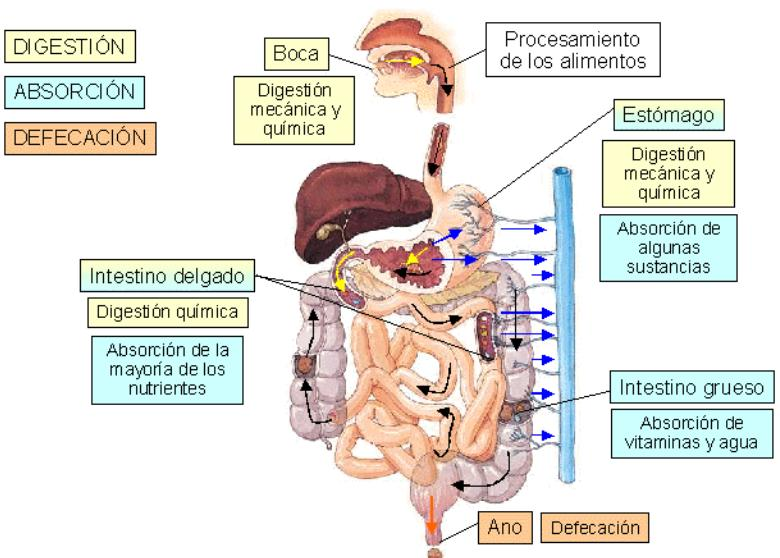 DIGESTIÓN
ABSORCIÓN
DEFECACIÓN
Boca
Digestión
mecánica y
química
Procesamiento
de los alimentos
Estómago
Digestión
mecánica y
química
Absorción de
algunas
sustancias
Intestino delgado
Digestión química
Absorción de la
mayoría de los
nutrientes
Intestino grueso
Absorción de
vitaminas y agua
Ano
Defecación